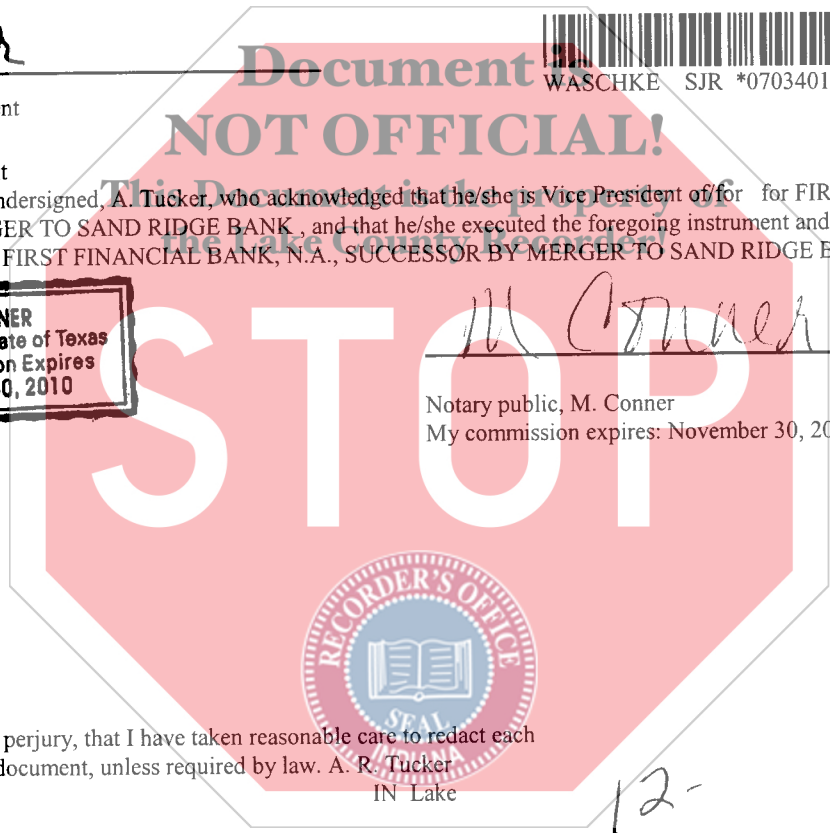 Document is
WASCHKE SJR *0703401
nt
NOT OFFICIAL!
t
ndersigned, A. Tucker, who acknowledged that he/she is Vice President of/for for FIR
This Document is the property of
GER TO SAND RIDGE BANK , and that he/she executed the foregoing instrument and
the Lake County Recorder!
FIRST FINANCIAL BANK, N.A., SUCCESSOR BY MERGER TO SAND RIDGE B
NER
ate of Texas
on Expires
0, 2010
M Conner
STOP
Notary public, M. Conner
My commission expires: November 30, 20
RECORDER'S OFFICE
SEAL
INDIANA
perjury, that I have taken reasonable care to redact each
document, unless required by law. A. R. Tucker
IN Lake
12-